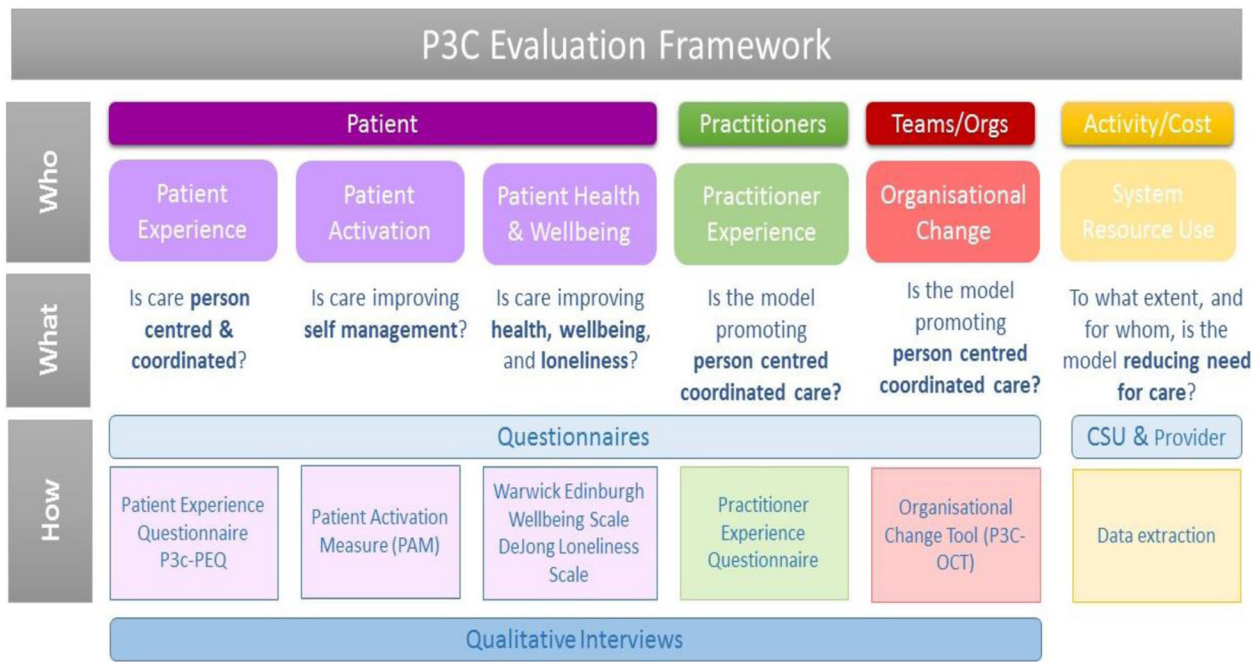 P3C Evaluation Framework
Who
Patient
Practitioners
Teams/Orgs
Activity/Cost
Patient
Experience
Patient
Activation
Patient Health
& Wellbeing
Practitioner
Experience
Organisational
Change
System
Resource Use
What
Is care person
centred &
coordinated?
Is care improving
self management?
Is care improving
health, wellbeing,
and loneliness?
Is the model
promoting
person centred
coordinated care?
Is the model
promoting
person centred
coordinated care?
To what extent, and
for whom, is the
model reducing need
for care?
How
Questionnaires
CSU & Provider
Patient Experience
Questionnaire
P3c-PEQ
Patient Activation
Measure (PAM)
Warwick Edinburgh
Wellbeing Scale
DeJong Loneliness
Scale
Practitioner
Experience
Questionnaire
Organisational
Change Tool (P3C-
OCT)
Data extraction
Qualitative Interviews